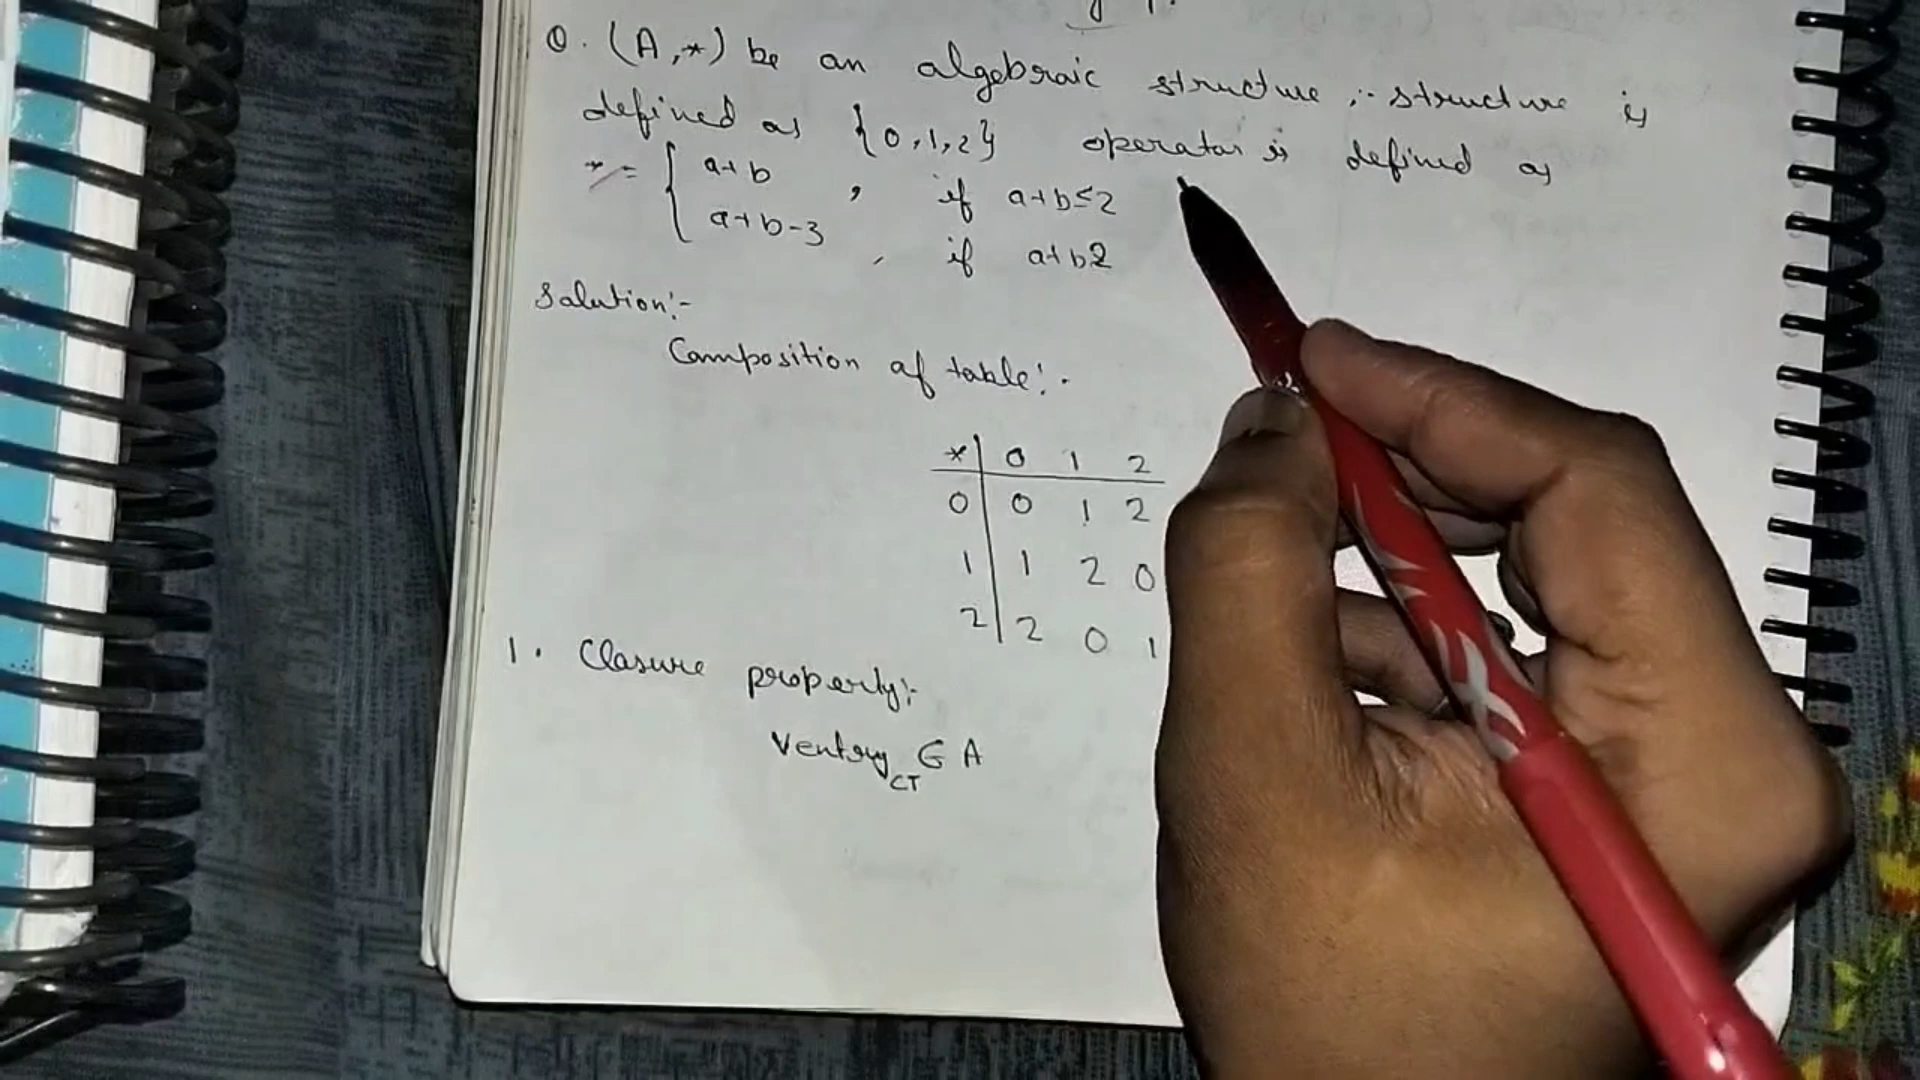 Q. (A,*) be an algebraic structure ,:- structure is
defined as {0,1,2} operator is defined as
* = { a+b , if a+b≤2
a+b-3 , if a+b2
Solution:-
Composition of table:-
* 0 1 2
0 0 1 2
1 1 2 0
2 2 0 1
1. Closure property:-
∀entry CT ∈ A